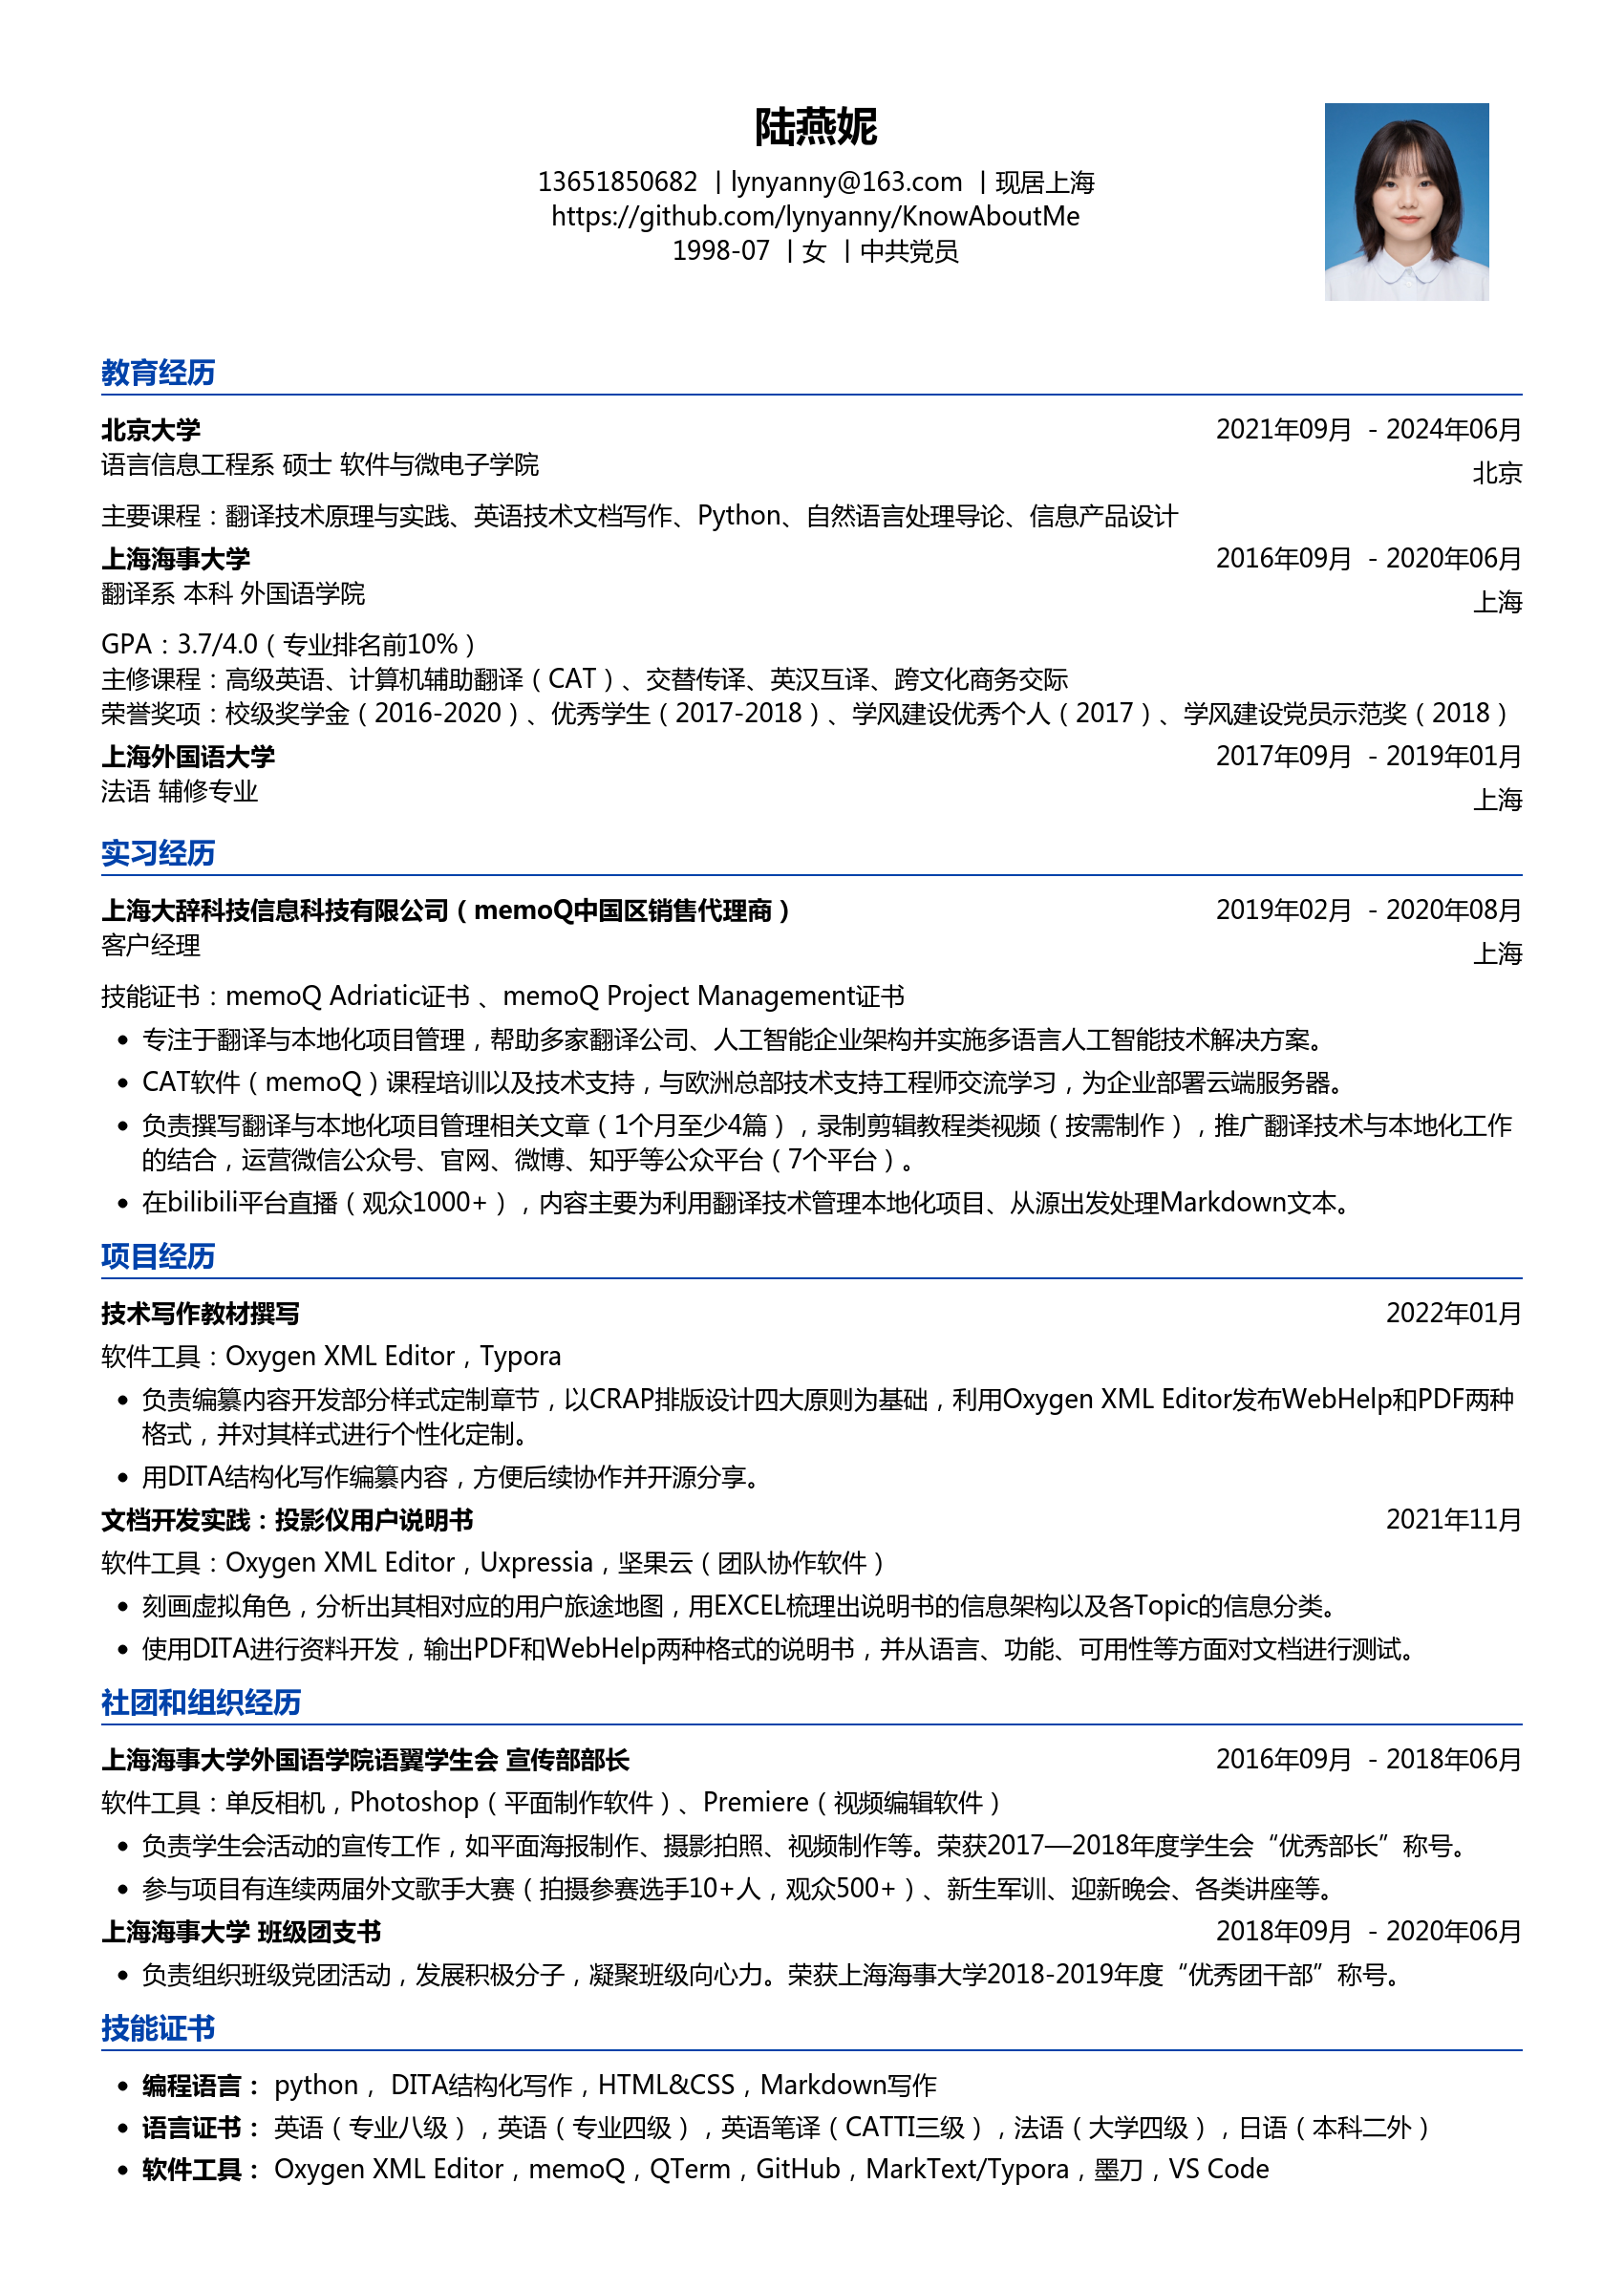 陆燕妮
13651850682 | lynyanny@163.com | 现居上海
https://github.com/lynyanny/KnowAboutMe
1998-07 | 女 | 中共党员
教育经历
北京大学 2021年09月 - 2024年06月
语言信息工程系 硕士 软件与微电子学院 北京
主要课程：翻译技术原理与实践、英语技术文档写作、Python、自然语言处理导论、信息产品设计
上海海事大学 2016年09月 - 2020年06月
翻译系 本科 外国语学院 上海
GPA：3.7/4.0（专业排名前10%）
主修课程：高级英语、计算机辅助翻译（CAT）、交替传译、英汉互译、跨文化商务交际
荣誉奖项：校级奖学金（2016-2020）、优秀学生（2017-2018）、学风建设优秀个人（2017）、学风建设党员示范奖（2018）
上海外国语大学 2017年09月 - 2019年01月
法语 辅修专业 上海
实习经历
上海大辞科技信息科技有限公司（memoQ中国区销售代理商） 2019年02月 - 2020年08月
客户经理 上海
技能证书：memoQ Adriatic证书 、memoQ Project Management证书
• 专注于翻译与本地化项目管理，帮助多家翻译公司、人工智能企业架构并实施多语言人工智能技术解决方案。
• CAT软件（memoQ）课程培训以及技术支持，与欧洲总部技术支持工程师交流学习，为企业部署云端服务器。
• 负责撰写翻译与本地化项目管理相关文章（1个月至少4篇），录制剪辑教程类视频（按需制作），推广翻译技术与本地化工作
的结合，运营微信公众号、官网、微博、知乎等公众平台（7个平台）。
• 在bilibili平台直播（观众1000+），内容主要为利用翻译技术管理本地化项目、从源出发处理Markdown文本。
项目经历
技术写作教材撰写 2022年01月
软件工具：Oxygen XML Editor，Typora
• 负责编纂内容开发部分样式定制章节，以CRAP排版设计四大原则为基础，利用Oxygen XML Editor发布WebHelp和PDF两种
格式，并对其样式进行个性化定制。
• 用DITA结构化写作编纂内容，方便后续协作并开源分享。
文档开发实践：投影仪用户说明书 2021年11月
软件工具：Oxygen XML Editor，Uxpressia，坚果云（团队协作软件）
• 刻画虚拟角色，分析出其相对应的用户旅途地图，用EXCEL梳理出说明书的信息架构以及各Topic的信息分类。
• 使用DITA进行资料开发，输出PDF和WebHelp两种格式的说明书，并从语言、功能、可用性等方面对文档进行测试。
社团和组织经历
上海海事大学外国语学院语翼学生会 宣传部部长 2016年09月 - 2018年06月
软件工具：单反相机，Photoshop（平面制作软件）、Premiere（视频编辑软件）
• 负责学生会活动的宣传工作，如平面海报制作、摄影拍照、视频制作等。荣获2017—2018年度学生会“优秀部长”称号。
• 参与项目有连续两届外文歌手大赛（拍摄参赛选手10+人，观众500+）、新生军训、迎新晚会、各类讲座等。
上海海事大学 班级团支书 2018年09月 - 2020年06月
• 负责组织班级党团活动，发展积极分子，凝聚班级向心力。荣获上海海事大学2018-2019年度“优秀团干部”称号。
技能证书
• 编程语言： python， DITA结构化写作，HTML&CSS，Markdown写作
• 语言证书： 英语（专业八级），英语（专业四级），英语笔译（CATTI三级），法语（大学四级），日语（本科二外）
• 软件工具： Oxygen XML Editor，memoQ，QTerm，GitHub，MarkText/Typora，墨刀，VS Code